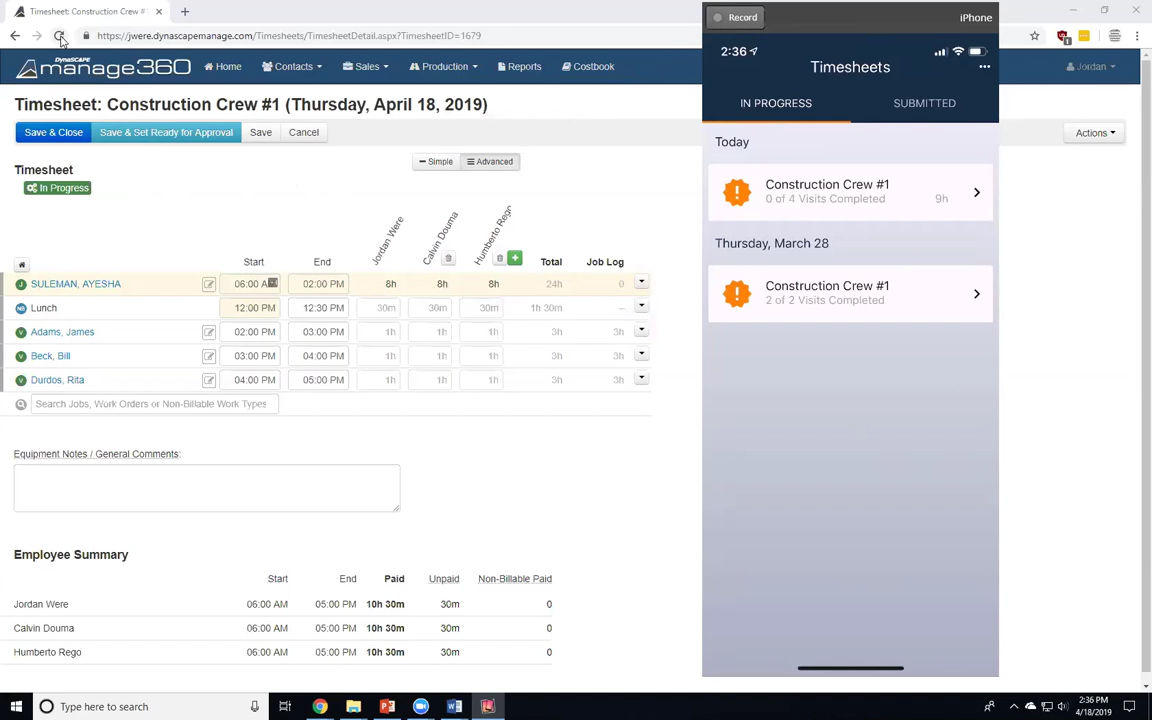 Timesheet: Construction Crew #1
https://jwere.dynascapemanage.com/Timesheets/TimesheetDetail.aspx?TimesheetID=1679
DynaSCAPE
manage360
Home
Contacts
Sales
Production
Reports
Costbook
Jordan
Timesheet: Construction Crew #1 (Thursday, April 18, 2019)
Save & Close
Save & Set Ready for Approval
Save
Cancel
Actions
Timesheet
Simple
Advanced
In Progress
Start
End
Jordan Were
Calvin Douma
Humberto Rego
Total
Job Log
J SULEMAN, AYESHA 06:00 A 02:00 PM 8h 8h 8h 24h 0
NB Lunch 12:00 PM 12:30 PM 30m 30m 30m 1h 30m –
V Adams, James 02:00 PM 03:00 PM 1h 1h 1h 3h 3h
V Beck, Bill 03:00 PM 04:00 PM 1h 1h 1h 3h 3h
V Durdos, Rita 04:00 PM 05:00 PM 1h 1h 1h 3h 3h
Search Jobs, Work Orders or Non-Billable Work Types
Equipment Notes / General Comments:
Employee Summary
Start End Paid Unpaid Non-Billable Paid
Jordan Were 06:00 AM 05:00 PM 10h 30m 30m 0
Calvin Douma 06:00 AM 05:00 PM 10h 30m 30m 0
Humberto Rego 06:00 AM 05:00 PM 10h 30m 30m 0
Record
iPhone
2:36
Timesheets
IN PROGRESS
SUBMITTED
Today
Construction Crew #1
0 of 4 Visits Completed 9h
Thursday, March 28
Construction Crew #1
2 of 2 Visits Completed
Type here to search
2:36 PM
4/18/2019